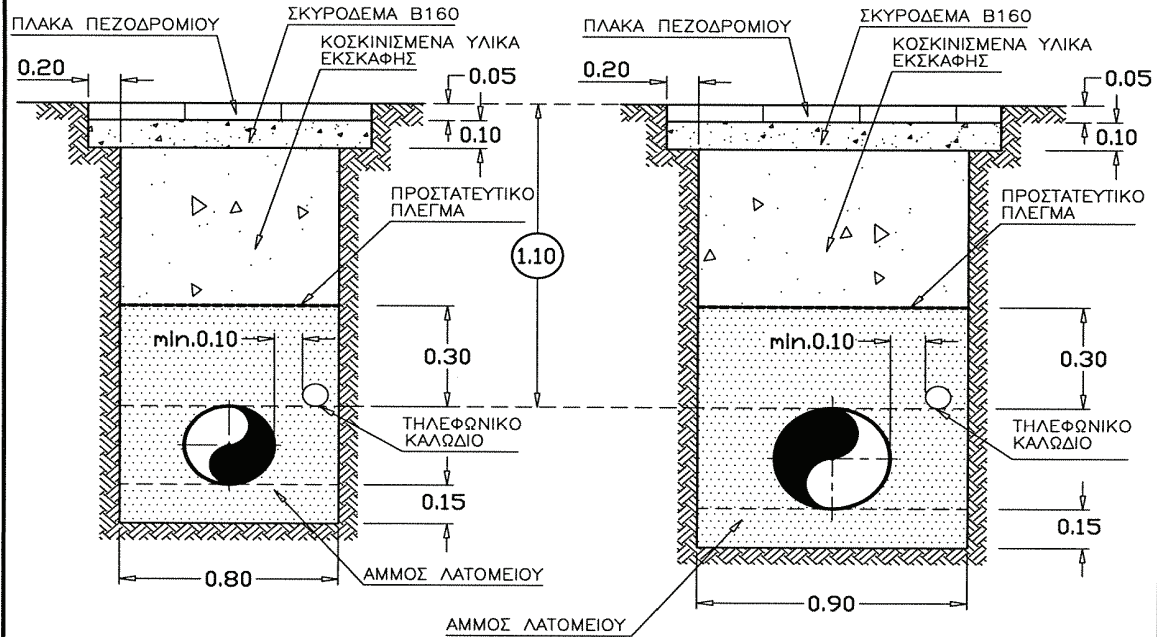 ΠΛΑΚΑ ΠΕΖΟΔΡΟΜΙΟΥ
ΣΚΥΡΟΔΕΜΑ Β160
ΚΟΣΚΙΝΙΣΜΕΝΑ ΥΛΙΚΑ
ΕΚΣΚΑΦΗΣ
0.20
0.05
0.10
ΠΡΟΣΤΑΤΕΥΤΙΚΟ
ΠΛΕΓΜΑ
1.10
min.0.10
0.30
ΤΗΛΕΦΩΝΙΚΟ
ΚΑΛΩΔΙΟ
0.15
0.80
ΑΜΜΟΣ ΛΑΤΟΜΕΙΟΥ
ΠΛΑΚΑ ΠΕΖΟΔΡΟΜΙΟΥ
ΣΚΥΡΟΔΕΜΑ Β160
ΚΟΣΚΙΝΙΣΜΕΝΑ ΥΛΙΚΑ
ΕΚΣΚΑΦΗΣ
0.20
0.05
0.10
ΠΡΟΣΤΑΤΕΥΤΙΚΟ
ΠΛΕΓΜΑ
min.0.10
0.30
ΤΗΛΕΦΩΝΙΚΟ
ΚΑΛΩΔΙΟ
0.15
0.90
ΑΜΜΟΣ ΛΑΤΟΜΕΙΟΥ